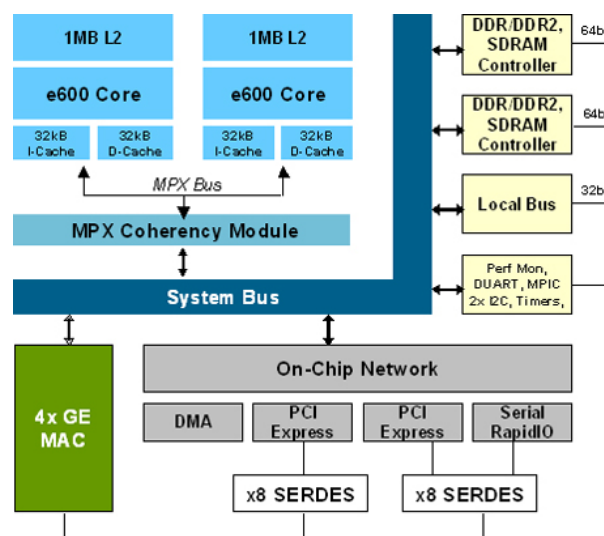 1MB L2
1MB L2
e600 Core
e600 Core
32kB
I-Cache
32kB
D-Cache
32kB
I-Cache
32kB
D-Cache
MPX Bus
MPX Coherency Module
System Bus
DDR/DDR2,
SDRAM
Controller
64b
DDR/DDR2,
SDRAM
Controller
64b
Local Bus
32b
Perf Mon,
DUART, MPIC
2x I2C, Timers,
4x GE
MAC
On-Chip Network
DMA
PCI
Express
PCI
Express
Serial
RapidIO
x8 SERDES
x8 SERDES